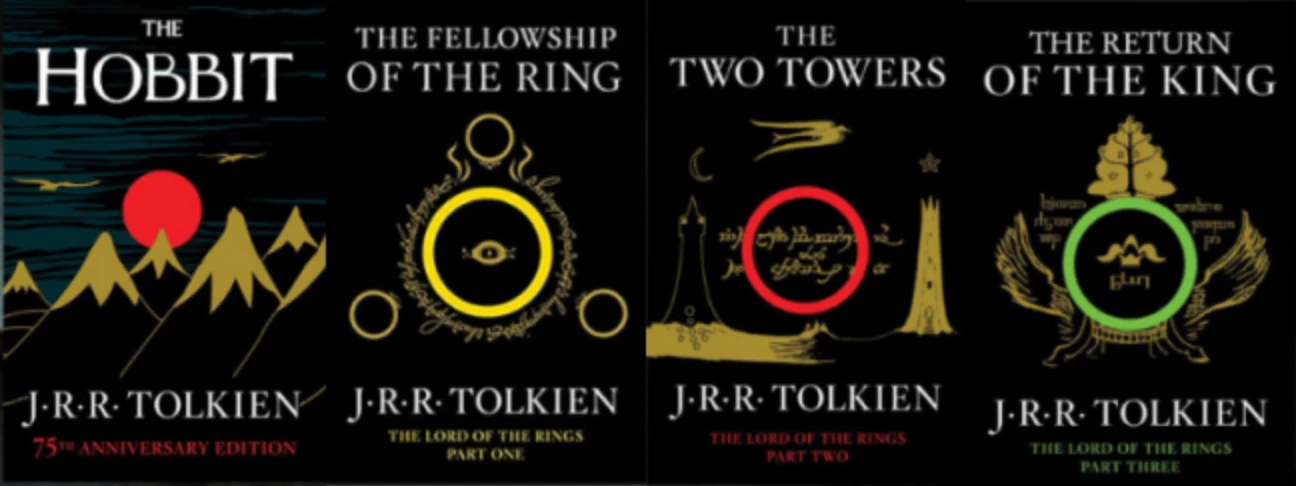 THE
HOBBIT
J·R·R· TOLKIEN
75TH ANNIVERSARY EDITION
THE FELLOWSHIP
OF THE RING
J·R·R· TOLKIEN
THE LORD OF THE RINGS
PART ONE
THE
TWO TOWERS
J·R·R· TOLKIEN
THE LORD OF THE RINGS
PART TWO
THE RETURN
OF THE KING
J·R·R· TOLKIEN
THE LORD OF THE RINGS
PART THREE